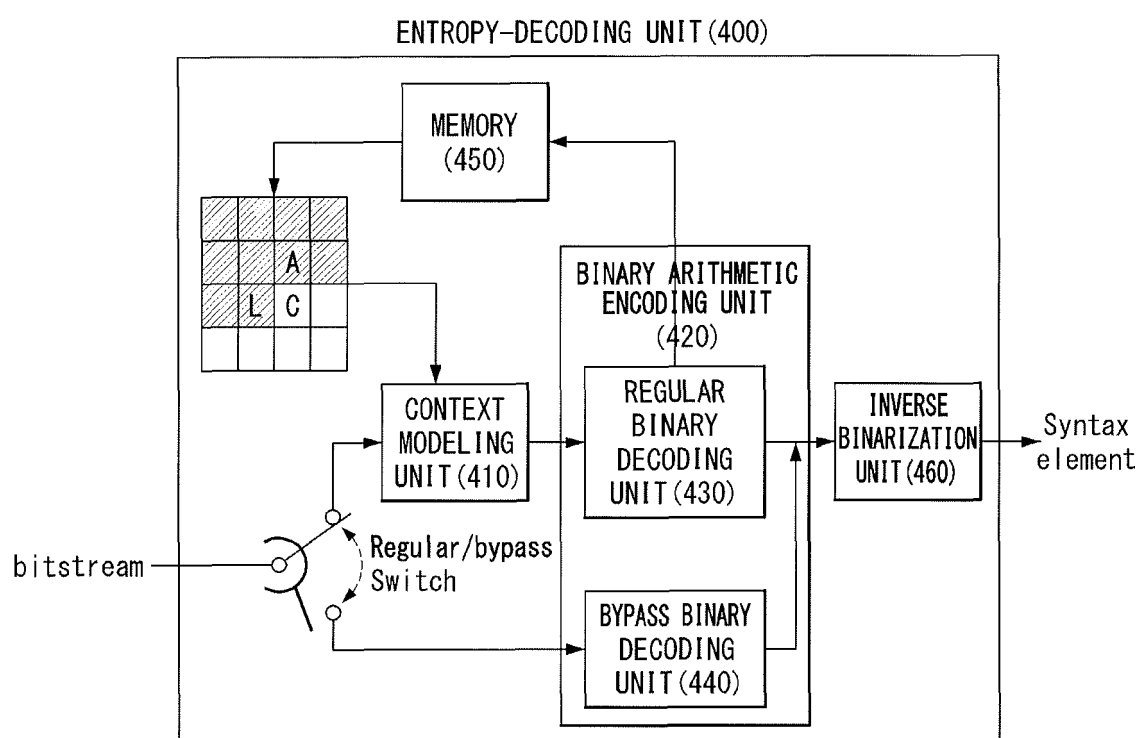 ENTROPY-DECODING UNIT(400)
MEMORY
(450)
A
L C
BINARY ARITHMETIC
ENCODING UNIT
(420)
CONTEXT
MODELING
UNIT(410)
REGULAR
BINARY
DECODING
UNIT(430)
INVERSE
BINARIZATION
UNIT(460)
Syntax
element
bitstream
Regular/bypass
Switch
BYPASS BINARY
DECODING
UNIT(440)